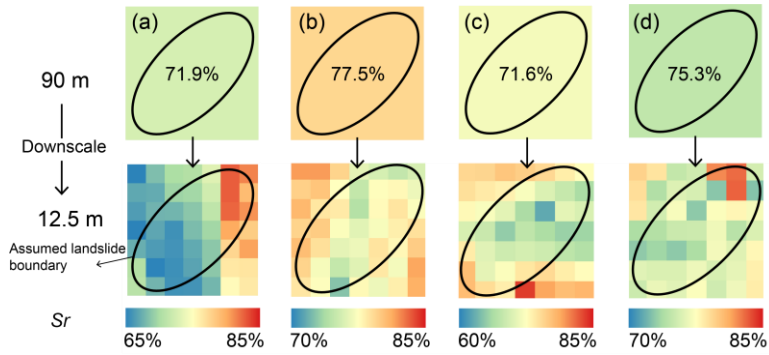 (a) (b) (c) (d)
90 m 71.9% 77.5% 71.6% 75.3%
Downscale
12.5 m
Assumed landslide
boundary
Sr
65% 85% 70% 85% 60% 85% 70% 85%